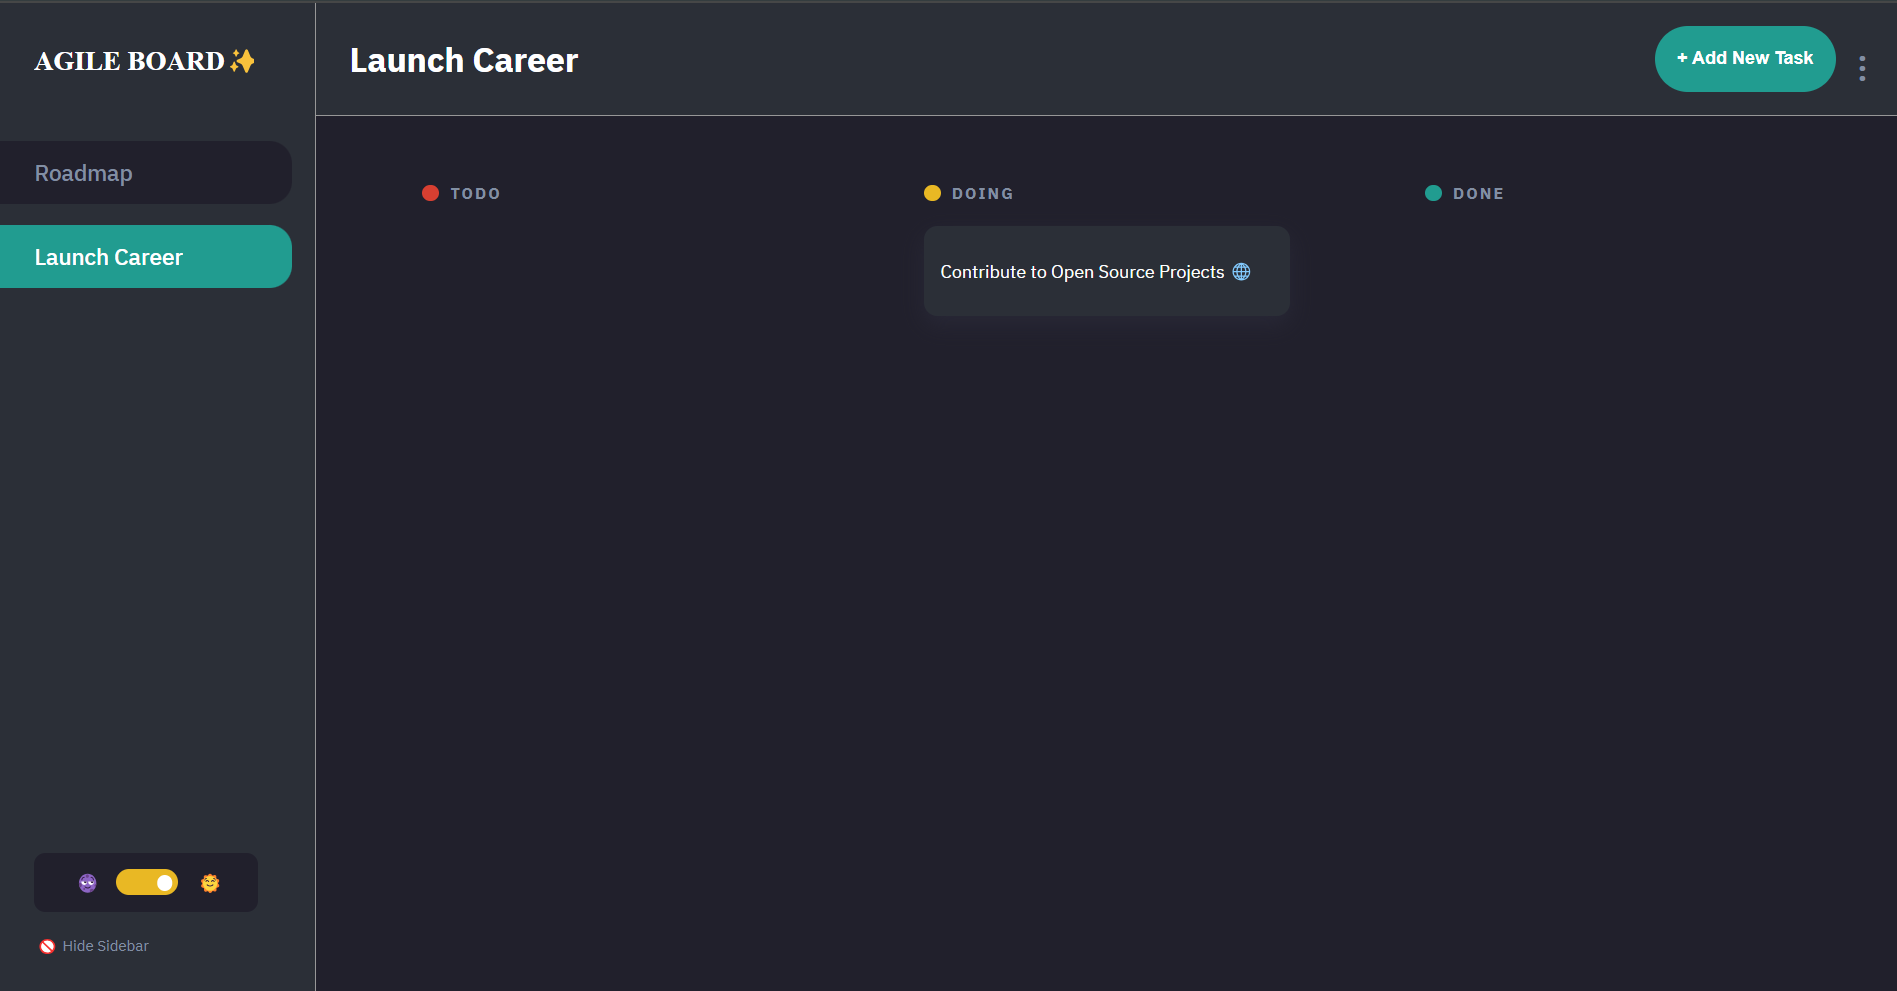 AGILE BOARD✨
Launch Career
+ Add New Task
Roadmap
Launch Career
TODO
DOING
DONE
Contribute to Open Source Projects 🌐
Hide Sidebar